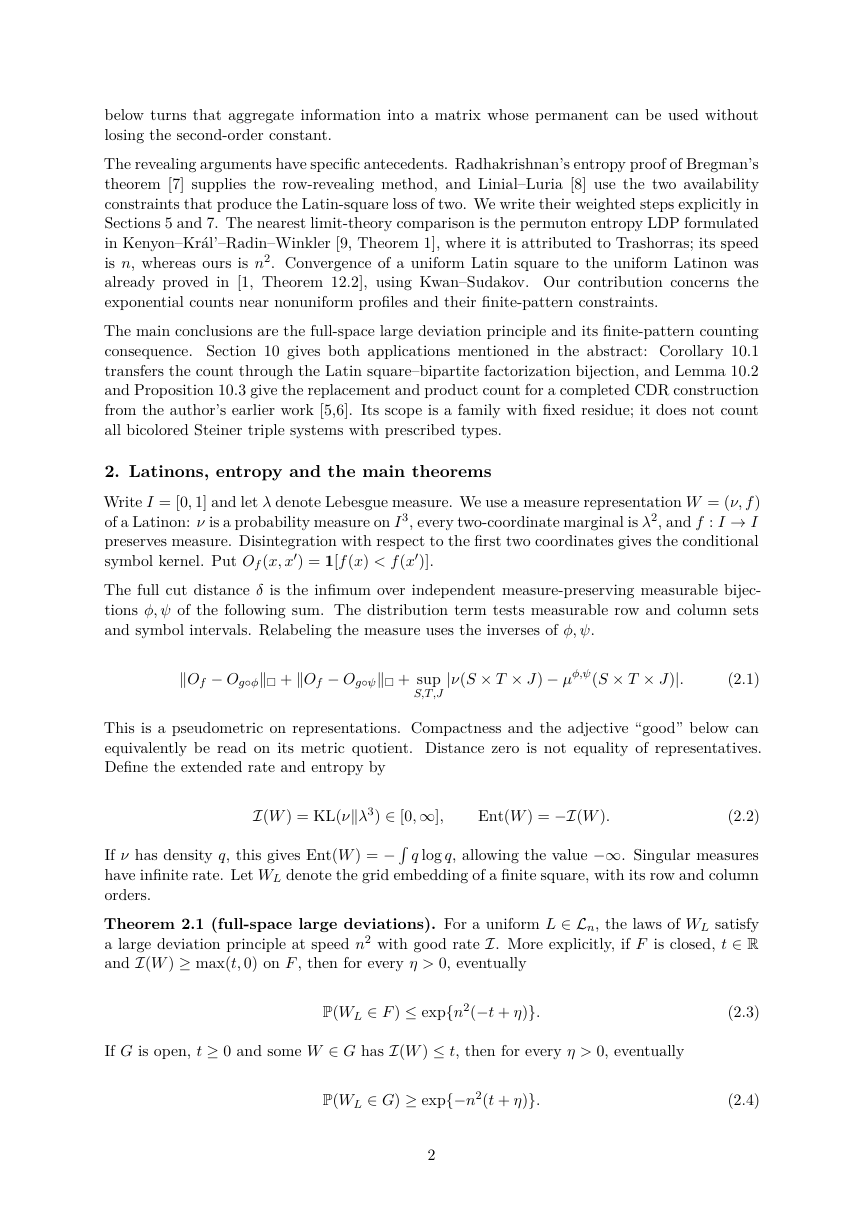 below turns that aggregate information into a matrix whose permanent can be used without
losing the second-order constant.
The revealing arguments have specific antecedents. Radhakrishnan's entropy proof of Bregman's
theorem [7] supplies the row-revealing method, and Linial–Luria [8] use the two availability
constraints that produce the Latin-square loss of two. We write their weighted steps explicitly in
Sections 5 and 7. The nearest limit-theory comparison is the permuton entropy LDP formulated
in Kenyon–Král'–Radin–Winkler [9, Theorem 1], where it is attributed to Trashorras; its speed
is n, whereas ours is n². Convergence of a uniform Latin square to the uniform Latinon was
already proved in [1, Theorem 12.2], using Kwan–Sudakov. Our contribution concerns the
exponential counts near nonuniform profiles and their finite-pattern constraints.
The main conclusions are the full-space large deviation principle and its finite-pattern counting
consequence. Section 10 gives both applications mentioned in the abstract: Corollary 10.1
transfers the count through the Latin square–bipartite factorization bijection, and Lemma 10.2
and Proposition 10.3 give the replacement and product count for a completed CDR construction
from the author's earlier work [5,6]. Its scope is a family with fixed residue; it does not count
all bicolored Steiner triple systems with prescribed types.
2. Latinons, entropy and the main theorems
Write I = [0, 1] and let λ denote Lebesgue measure. We use a measure representation W = (ν, f)
of a Latinon: ν is a probability measure on I³, every two-coordinate marginal is λ², and f : I → I
preserves measure. Disintegration with respect to the first two coordinates gives the conditional
symbol kernel. Put O_f(x, x′) = 1[f(x) < f(x′)].
The full cut distance δ is the infimum over independent measure-preserving measurable bijec-
tions ϕ, ψ of the following sum. The distribution term tests measurable row and column sets
and symbol intervals. Relabeling the measure uses the inverses of ϕ, ψ.
‖O_f − O_{g∘ϕ}‖_□ + ‖O_f − O_{g∘ψ}‖_□ + sup_{S,T,J} |ν(S × T × J) − μ^{ϕ,ψ}(S × T × J)|. (2.1)
This is a pseudometric on representations. Compactness and the adjective “good” below can
equivalently be read on its metric quotient. Distance zero is not equality of representatives.
Define the extended rate and entropy by
I(W) = KL(ν‖λ³) ∈ [0, ∞], Ent(W) = −I(W). (2.2)
If ν has density q, this gives Ent(W) = − ∫ q log q, allowing the value −∞. Singular measures
have infinite rate. Let W_L denote the grid embedding of a finite square, with its row and column
orders.
Theorem 2.1 (full-space large deviations). For a uniform L ∈ ℒ_n, the laws of W_L satisfy
a large deviation principle at speed n² with good rate I. More explicitly, if F is closed, t ∈ ℝ
and I(W) ≥ max(t, 0) on F, then for every η > 0, eventually
ℙ(W_L ∈ F) ≤ exp{n²(−t + η)}. (2.3)
If G is open, t ≥ 0 and some W ∈ G has I(W) ≤ t, then for every η > 0, eventually
ℙ(W_L ∈ G) ≥ exp{−n²(t + η)}. (2.4)
2